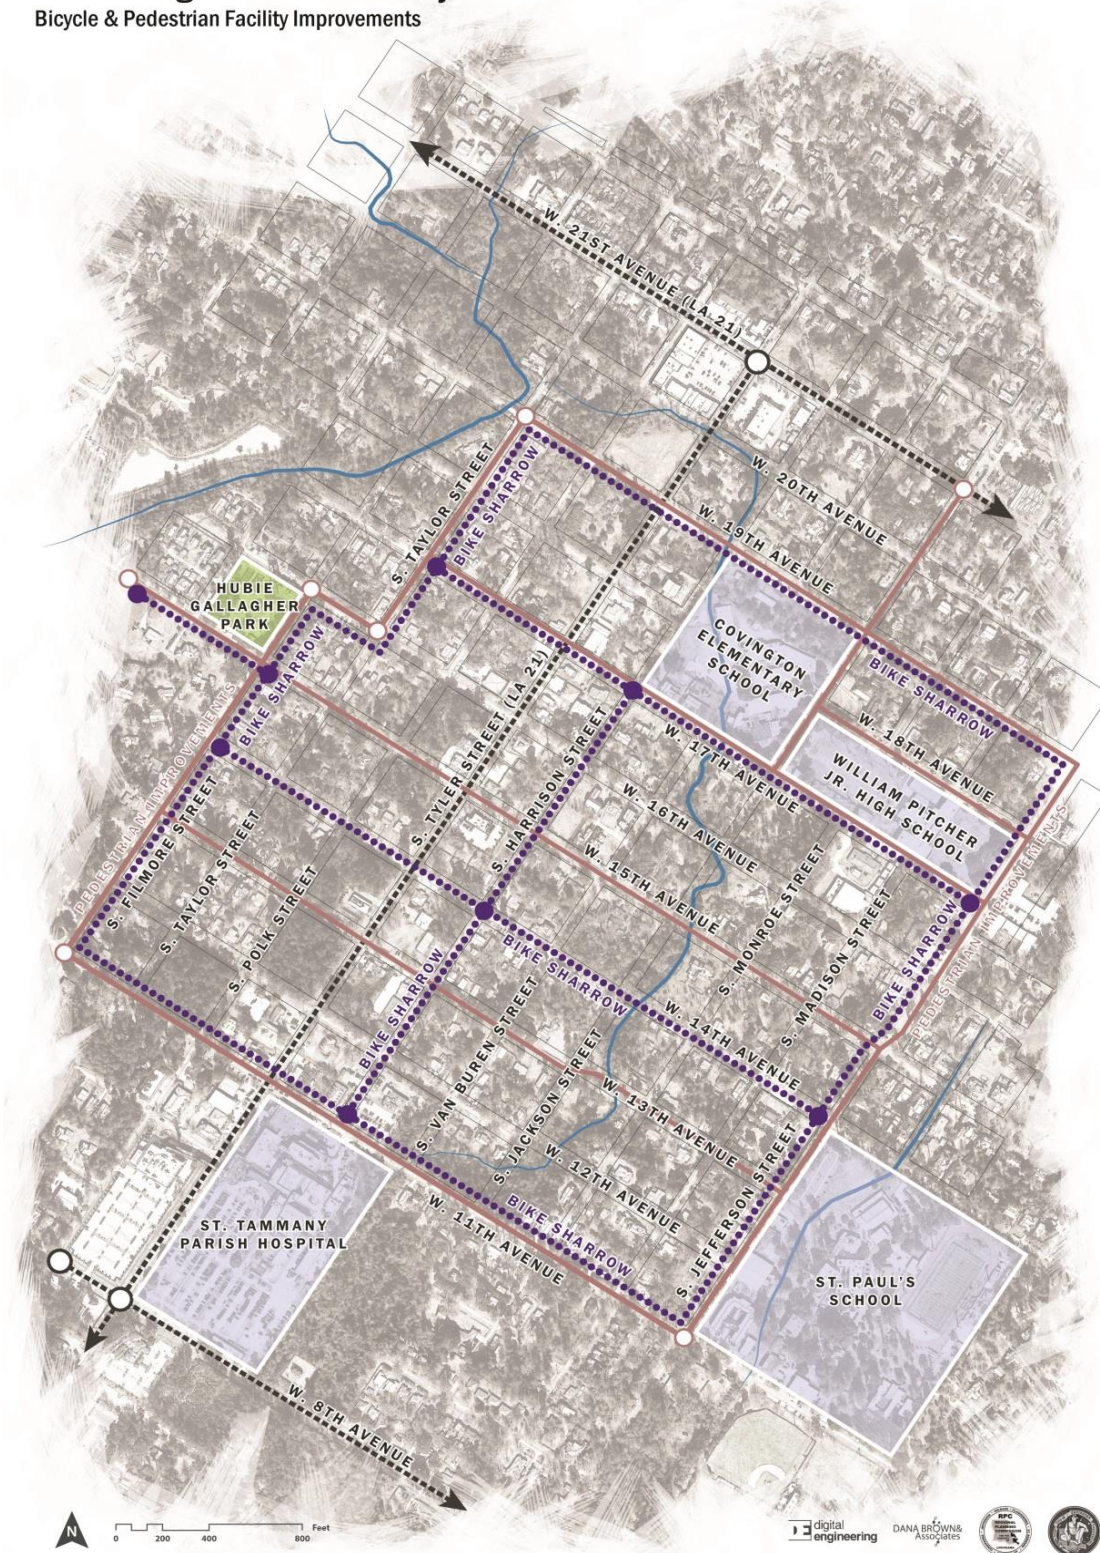 Bicycle & Pedestrian Facility Improvements
W. 21ST AVENUE (LA 21)
W. 20TH AVENUE
S. TAYLOR STREET
BIKE SHARROW
W. 19TH AVENUE
HUBIE
GALLAGHER
PARK
COVINGTON
ELEMENTARY
SCHOOL
BIKE SHARROW
BIKE SHARROW
PEDESTRIAN IMPROVEMENTS
S. TYLER STREET (LA 21)
S. HARRISON STREET
W. 17TH AVENUE
W. 18TH AVENUE
WILLIAM PITCHER
JR. HIGH SCHOOL
S. FILMORE STREET
S. TAYLOR STREET
S. POLK STREET
W. 16TH AVENUE
W. 15TH AVENUE
S. MONROE STREET
S. MADISON STREET
BIKE SHARROW
PEDESTRIAN IMPROVEMENTS
BIKE SHARROW
BIKE SHARROW
W. 14TH AVENUE
S. VAN BUREN STREET
S. JACKSON STREET
W. 13TH AVENUE
W. 12TH AVENUE
S. JEFFERSON STREET
BIKE SHARROW
W. 11TH AVENUE
ST. TAMMANY
PARISH HOSPITAL
ST. PAUL'S
SCHOOL
W. 8TH AVENUE
N
0 200 400 800 Feet
DE digital
engineering
DANA BROWN&
Associates
RPC